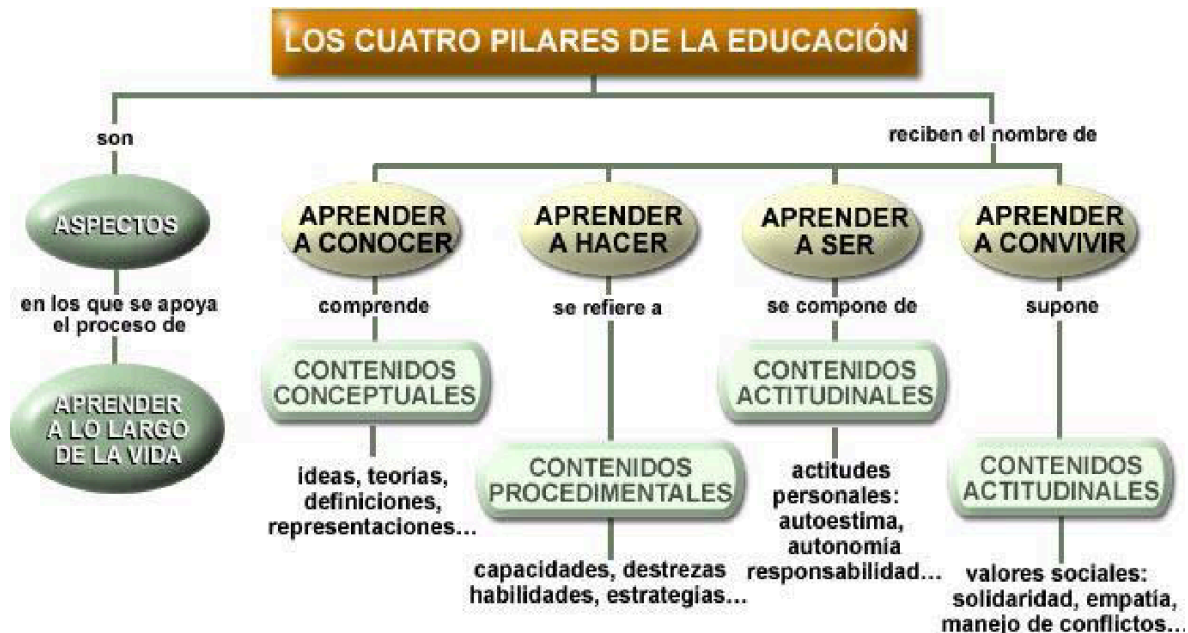 LOS CUATRO PILARES DE LA EDUCACIÓN
son
reciben el nombre de
ASPECTOS
en los que se apoya
el proceso de
APRENDER
A LO LARGO
DE LA VIDA
APRENDER
A CONOCER
comprende
CONTENIDOS
CONCEPTUALES
ideas, teorías,
definiciones,
representaciones...
APRENDER
A HACER
se refiere a
CONTENIDOS
PROCEDIMENTALES
capacidades, destrezas
habilidades, estrategias...
APRENDER
A SER
se compone de
CONTENIDOS
ACTITUDINALES
actitudes
personales:
autoestima,
autonomía
responsabilidad...
APRENDER
A CONVIVIR
supone
CONTENIDOS
ACTITUDINALES
valores sociales:
solidaridad, empatía,
manejo de conflictos...